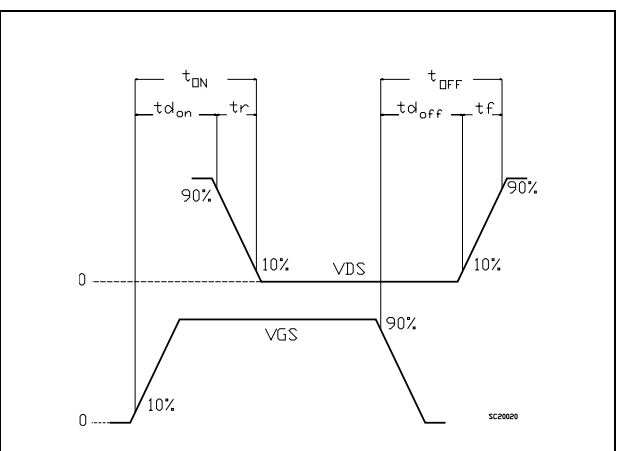 tON tOFF
tdon tr tdoff tf
90% 90%
10% VDS 10%
0
VGS 90%
10%
0 SC20020